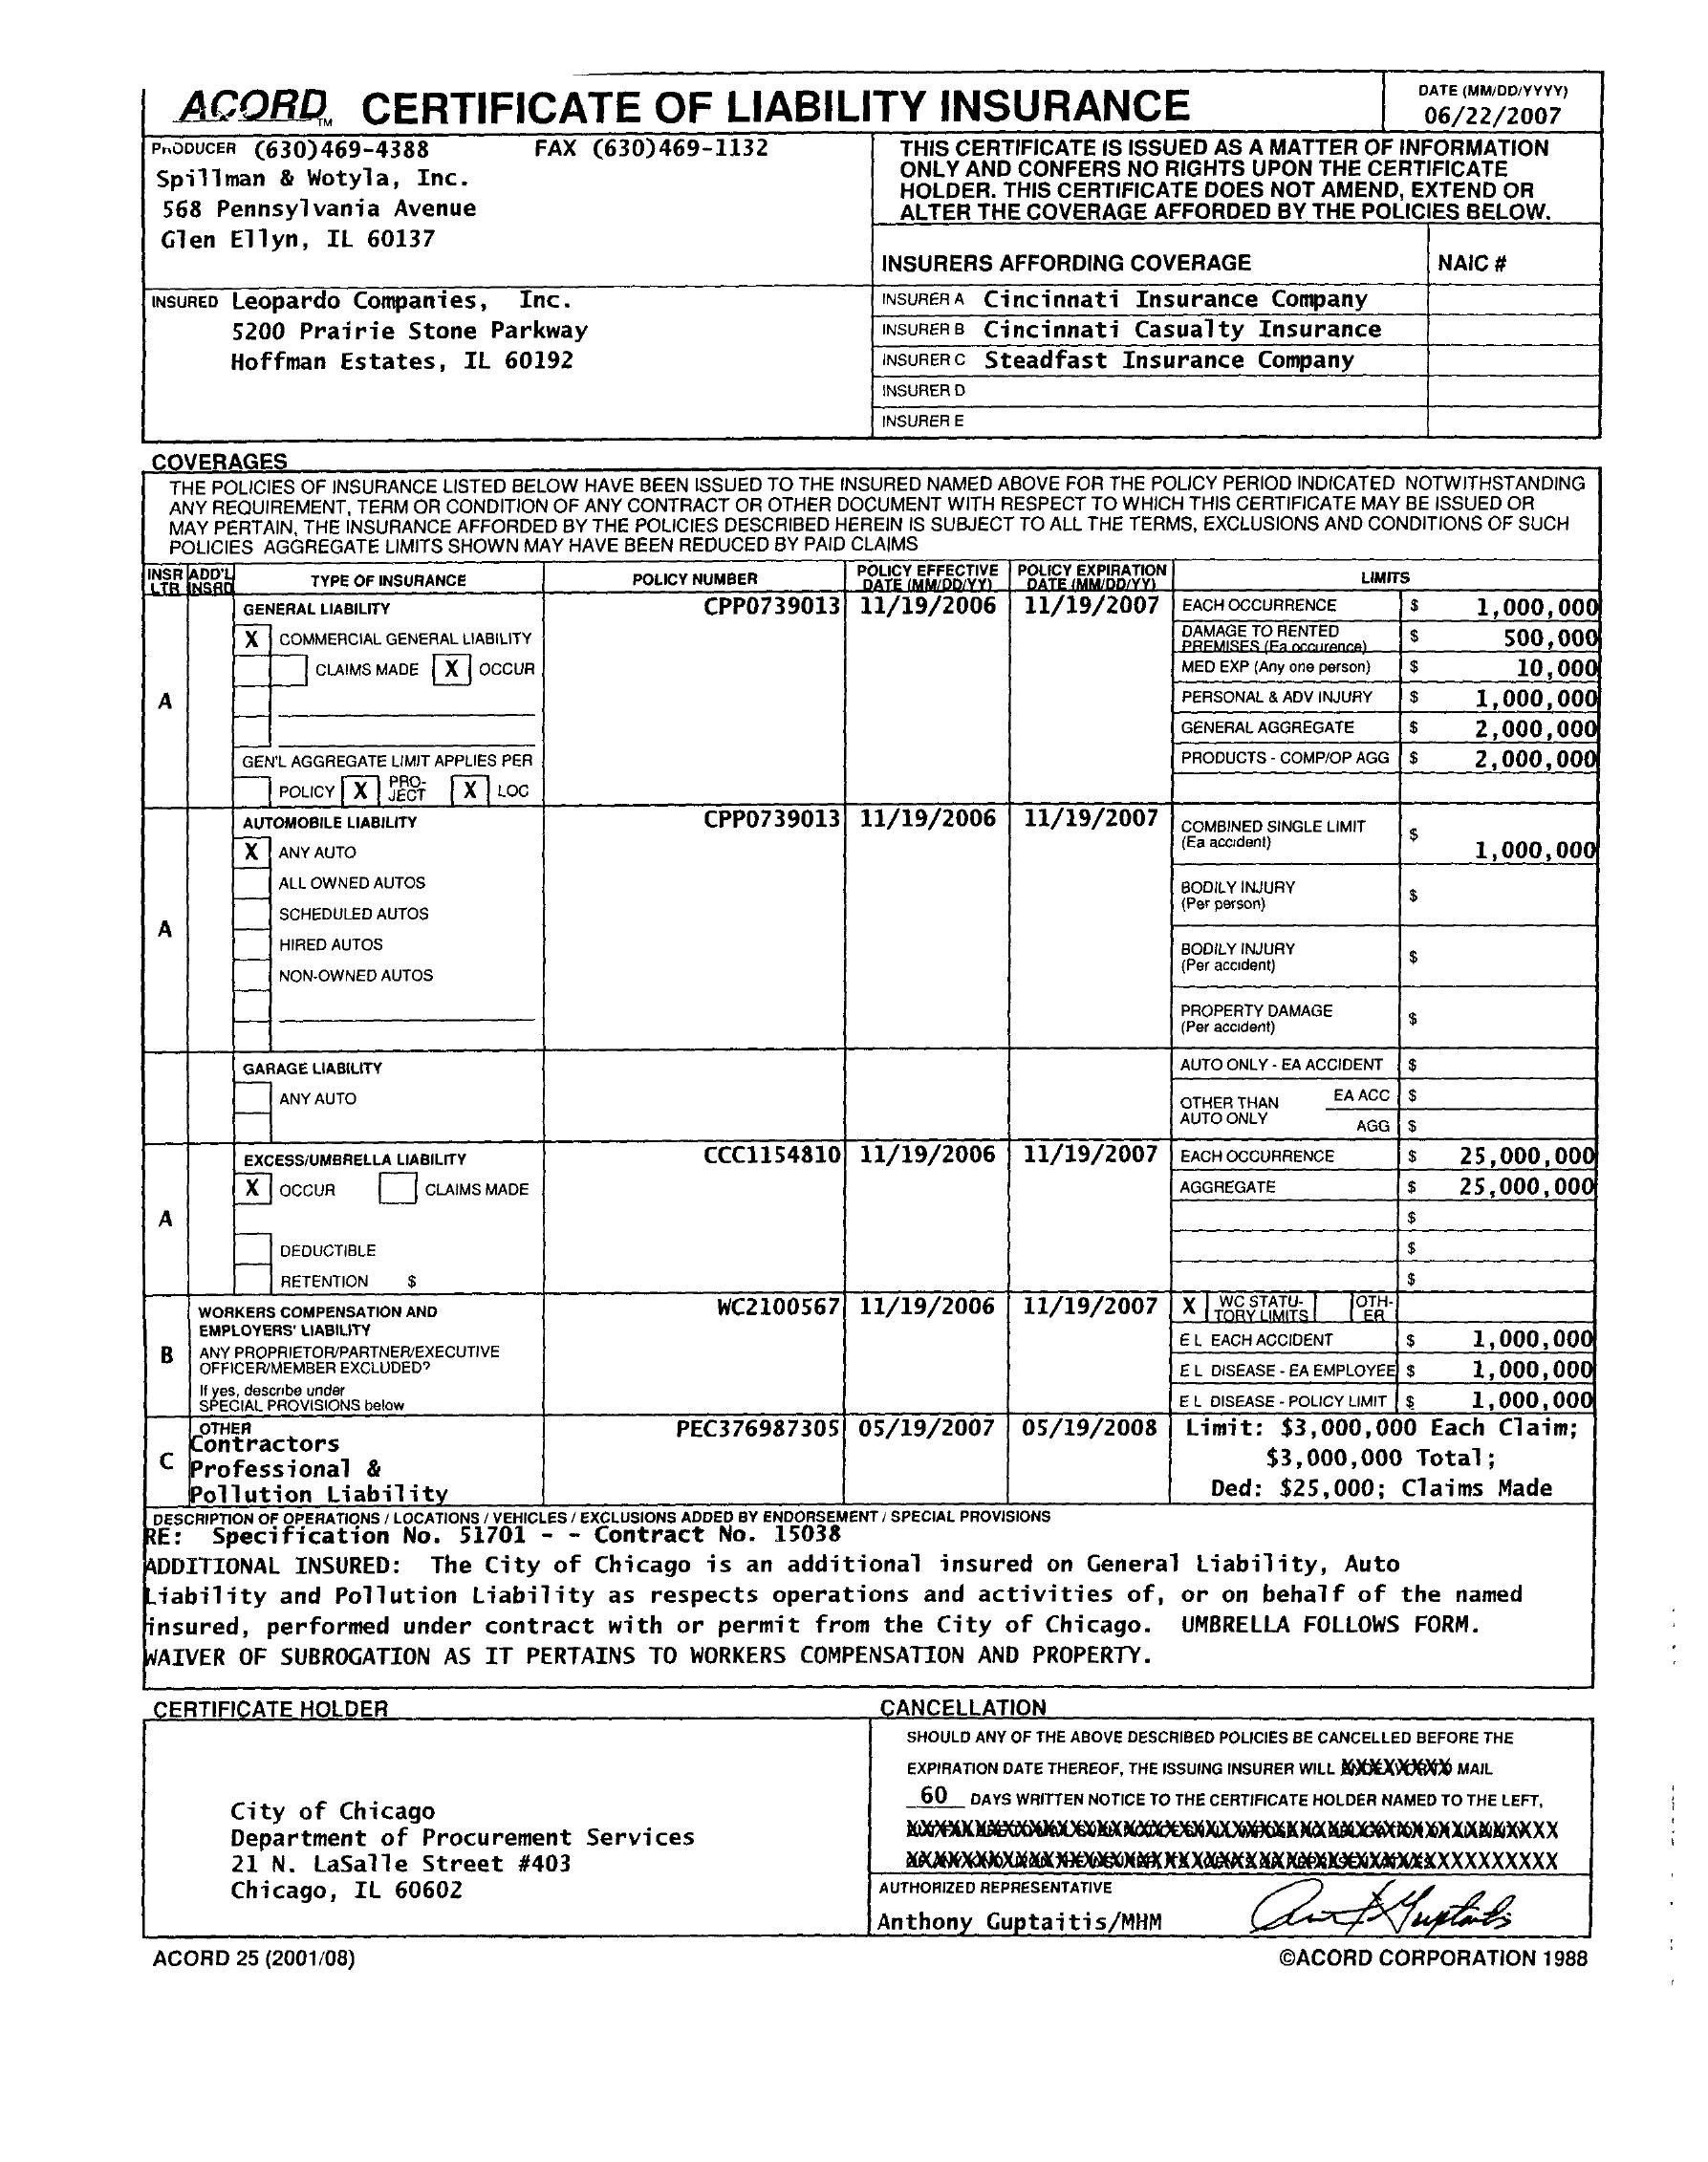 ACORD TM CERTIFICATE OF LIABILITY INSURANCE
DATE (MM/DD/YYYY)
06/22/2007
PRODUCER (630)469-4388 FAX (630)469-1132
Spillman & Wotyla, Inc.
568 Pennsylvania Avenue
Glen Ellyn, IL 60137
THIS CERTIFICATE IS ISSUED AS A MATTER OF INFORMATION
ONLY AND CONFERS NO RIGHTS UPON THE CERTIFICATE
HOLDER. THIS CERTIFICATE DOES NOT AMEND, EXTEND OR
ALTER THE COVERAGE AFFORDED BY THE POLICIES BELOW.
INSURERS AFFORDING COVERAGE NAIC #
INSURED Leopardo Companies, Inc.
5200 Prairie Stone Parkway
Hoffman Estates, IL 60192
INSURER A Cincinnati Insurance Company
INSURER B Cincinnati Casualty Insurance
INSURER C Steadfast Insurance Company
INSURER D
INSURER E
COVERAGES
THE POLICIES OF INSURANCE LISTED BELOW HAVE BEEN ISSUED TO THE INSURED NAMED ABOVE FOR THE POLICY PERIOD INDICATED NOTWITHSTANDING
ANY REQUIREMENT, TERM OR CONDITION OF ANY CONTRACT OR OTHER DOCUMENT WITH RESPECT TO WHICH THIS CERTIFICATE MAY BE ISSUED OR
MAY PERTAIN, THE INSURANCE AFFORDED BY THE POLICIES DESCRIBED HEREIN IS SUBJECT TO ALL THE TERMS, EXCLUSIONS AND CONDITIONS OF SUCH
POLICIES AGGREGATE LIMITS SHOWN MAY HAVE BEEN REDUCED BY PAID CLAIMS
INSR LTR ADD'L INSRD TYPE OF INSURANCE POLICY NUMBER POLICY EFFECTIVE DATE (MM/DD/YY) POLICY EXPIRATION DATE (MM/DD/YY) LIMITS
GENERAL LIABILITY CPP0739013 11/19/2006 11/19/2007 EACH OCCURRENCE $ 1,000,000
X COMMERCIAL GENERAL LIABILITY DAMAGE TO RENTED PREMISES (Ea occurence) $ 500,000
CLAIMS MADE X OCCUR MED EXP (Any one person) $ 10,000
A PERSONAL & ADV INJURY $ 1,000,000
GENERAL AGGREGATE $ 2,000,000
GEN'L AGGREGATE LIMIT APPLIES PER PRODUCTS - COMP/OP AGG $ 2,000,000
POLICY X PRO-JECT X LOC
AUTOMOBILE LIABILITY CPP0739013 11/19/2006 11/19/2007 COMBINED SINGLE LIMIT (Ea accident) $ 1,000,000
X ANY AUTO
ALL OWNED AUTOS BODILY INJURY (Per person) $
SCHEDULED AUTOS
A
HIRED AUTOS BODILY INJURY (Per accident) $
NON-OWNED AUTOS
PROPERTY DAMAGE (Per accident) $
GARAGE LIABILITY AUTO ONLY - EA ACCIDENT $
ANY AUTO OTHER THAN AUTO ONLY EA ACC $
AGG $
EXCESS/UMBRELLA LIABILITY CCC1154810 11/19/2006 11/19/2007 EACH OCCURRENCE $ 25,000,000
X OCCUR CLAIMS MADE AGGREGATE $ 25,000,000
A $
DEDUCTIBLE $
RETENTION $ $
WORKERS COMPENSATION AND WC2100567 11/19/2006 11/19/2007 X WC STATU-TORY LIMITS OTH-ER
EMPLOYERS' LIABILITY E L EACH ACCIDENT $ 1,000,000
B ANY PROPRIETOR/PARTNER/EXECUTIVE
OFFICER/MEMBER EXCLUDED? E L DISEASE - EA EMPLOYEE $ 1,000,000
If yes, describe under
SPECIAL PROVISIONS below E L DISEASE - POLICY LIMIT $ 1,000,000
OTHER PEC376987305 05/19/2007 05/19/2008 Limit: $3,000,000 Each Claim;
Contractors
C Professional & $3,000,000 Total;
Pollution Liability Ded: $25,000; Claims Made
DESCRIPTION OF OPERATIONS / LOCATIONS / VEHICLES / EXCLUSIONS ADDED BY ENDORSEMENT / SPECIAL PROVISIONS
RE: Specification No. 51701 - - Contract No. 15038
ADDITIONAL INSURED: The City of Chicago is an additional insured on General Liability, Auto
Liability and Pollution Liability as respects operations and activities of, or on behalf of the named
insured, performed under contract with or permit from the City of Chicago. UMBRELLA FOLLOWS FORM.
WAIVER OF SUBROGATION AS IT PERTAINS TO WORKERS COMPENSATION AND PROPERTY.
CERTIFICATE HOLDER
City of Chicago
Department of Procurement Services
21 N. LaSalle Street #403
Chicago, IL 60602
CANCELLATION
SHOULD ANY OF THE ABOVE DESCRIBED POLICIES BE CANCELLED BEFORE THE
EXPIRATION DATE THEREOF, THE ISSUING INSURER WILL MAIL
60 DAYS WRITTEN NOTICE TO THE CERTIFICATE HOLDER NAMED TO THE LEFT,
AUTHORIZED REPRESENTATIVE
Anthony Guptaitis/MHM
ACORD 25 (2001/08)
©ACORD CORPORATION 1988